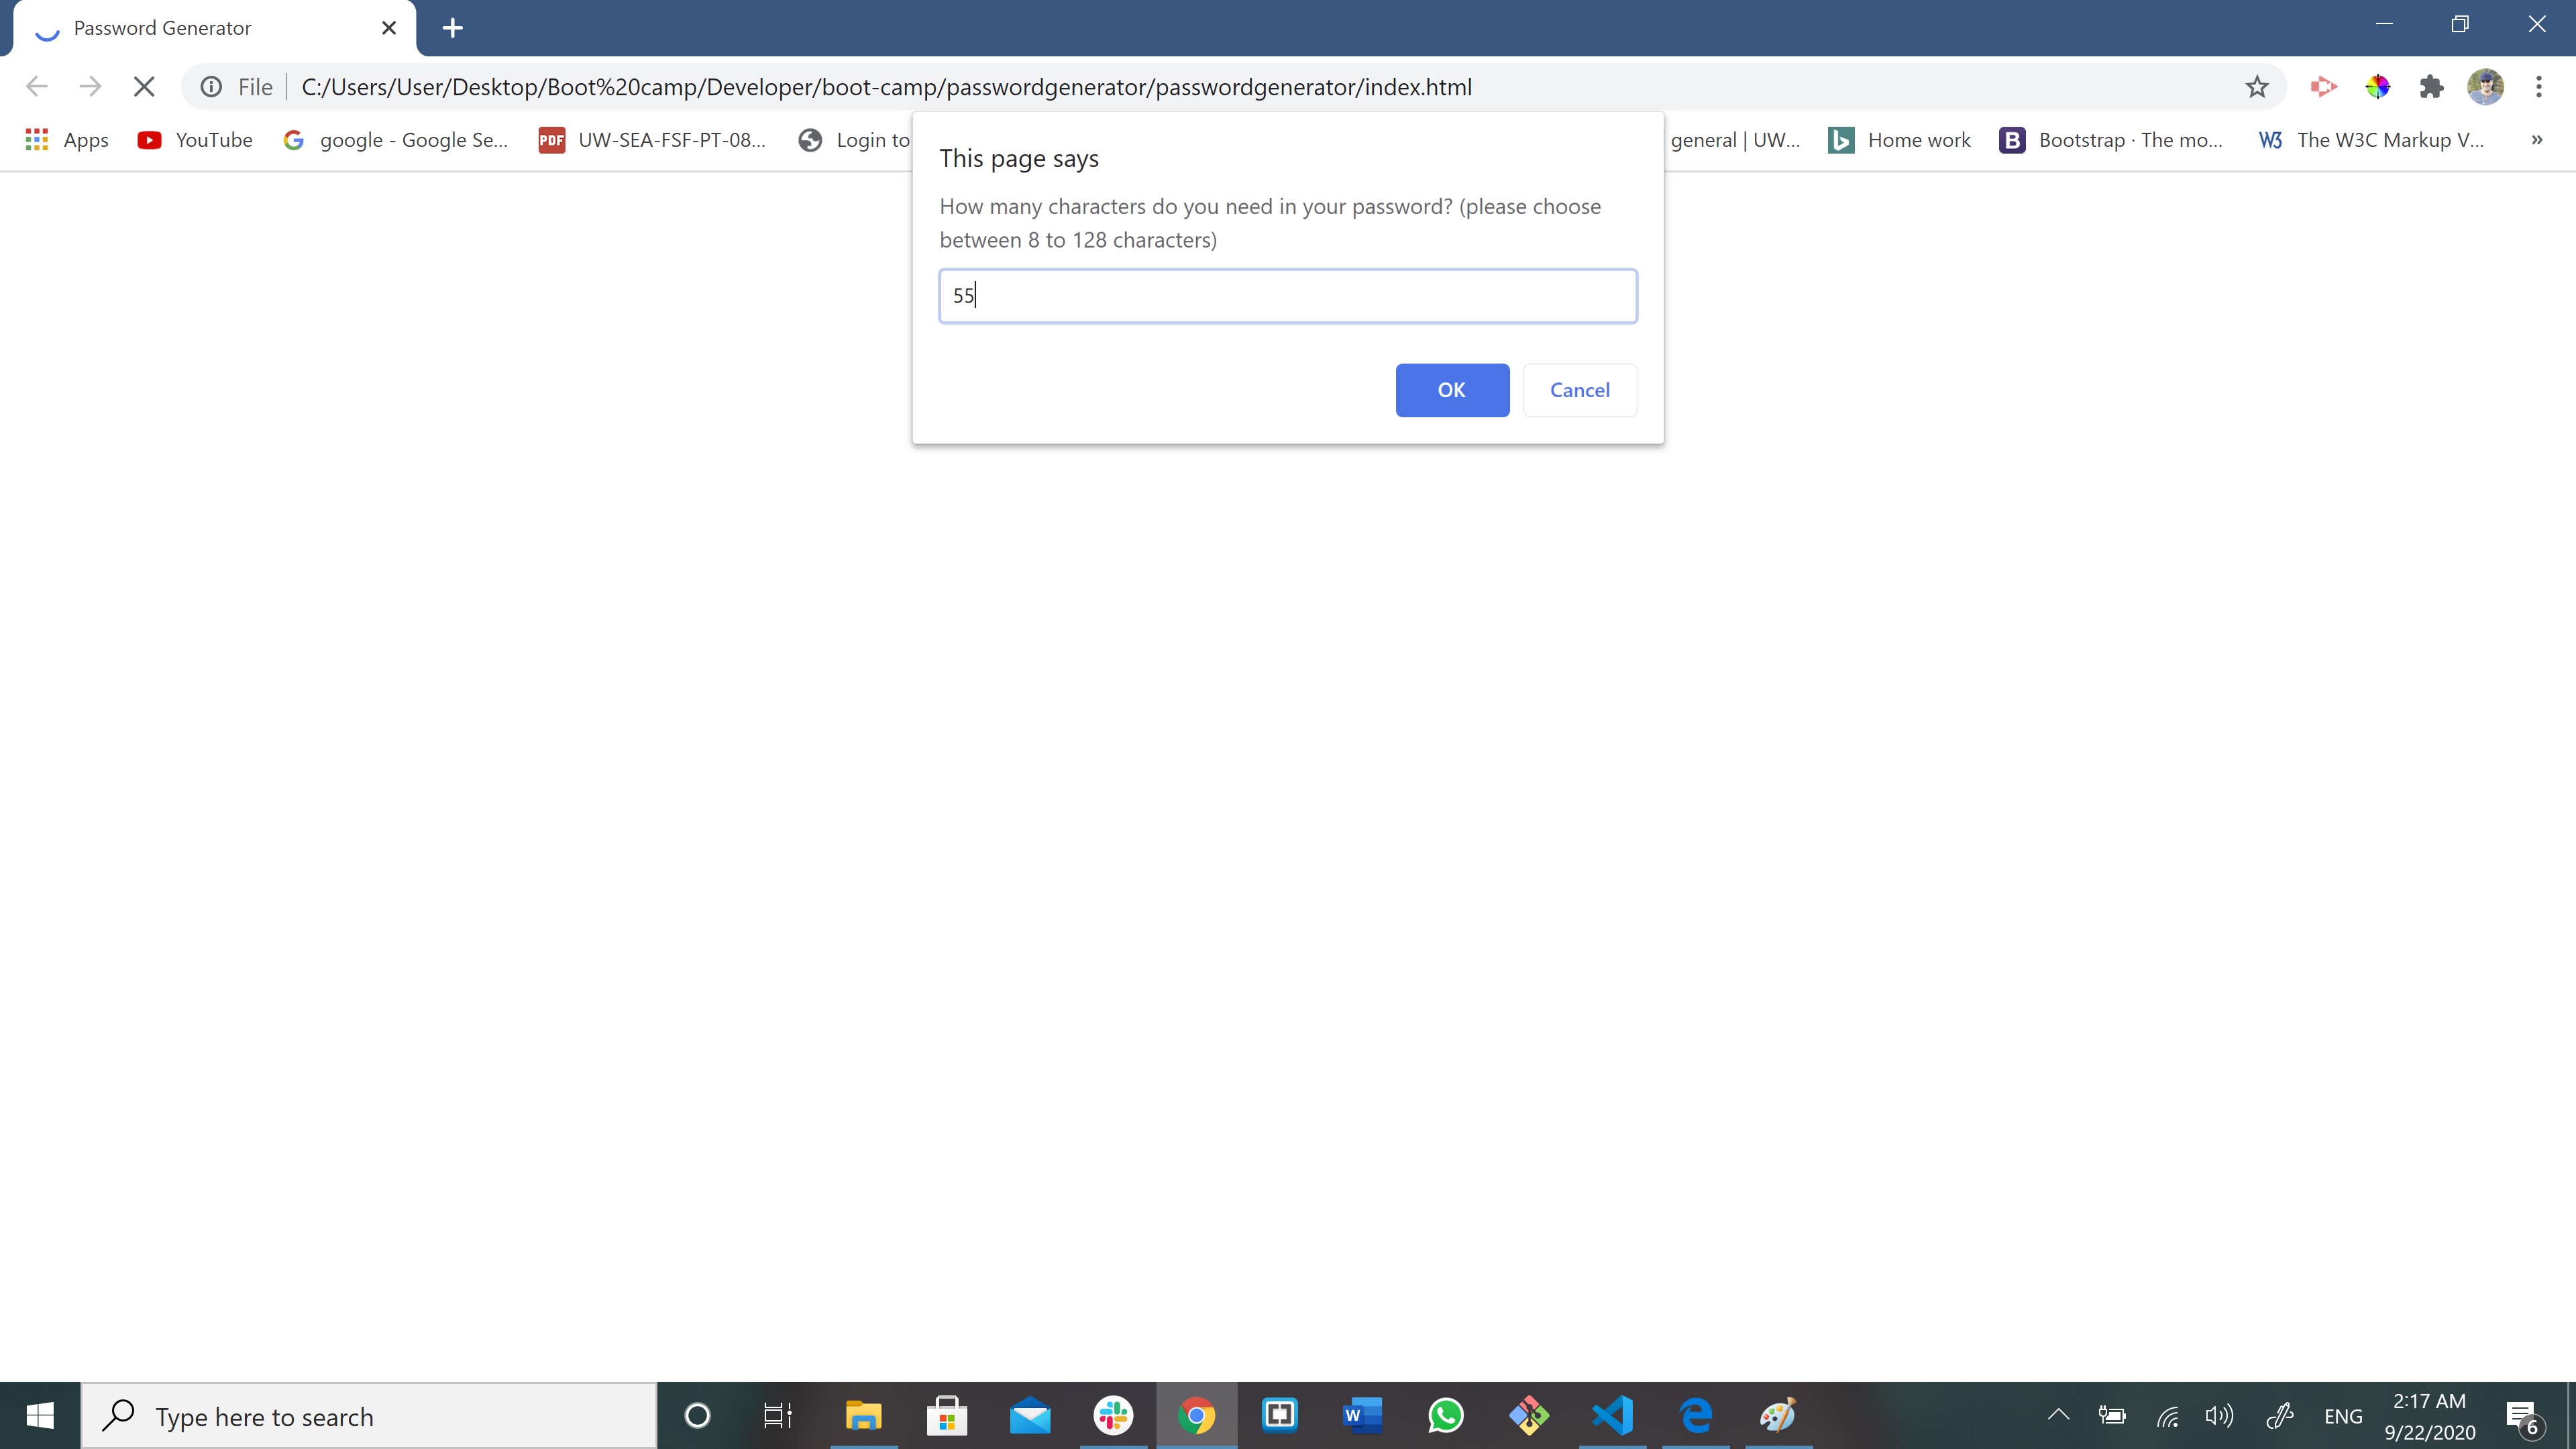 Password Generator
File
C:/Users/User/Desktop/Boot%20camp/Developer/boot-camp/passwordgenerator/passwordgenerator/index.html
Apps
YouTube
google - Google Se...
PDF
UW-SEA-FSF-PT-08...
Login to
general | UW...
Home work
B
Bootstrap · The mo...
W3
The W3C Markup V...
»
This page says
How many characters do you need in your password? (please choose
between 8 to 128 characters)
55
OK
Cancel
Type here to search
W
ENG
2:17 AM
9/22/2020
6